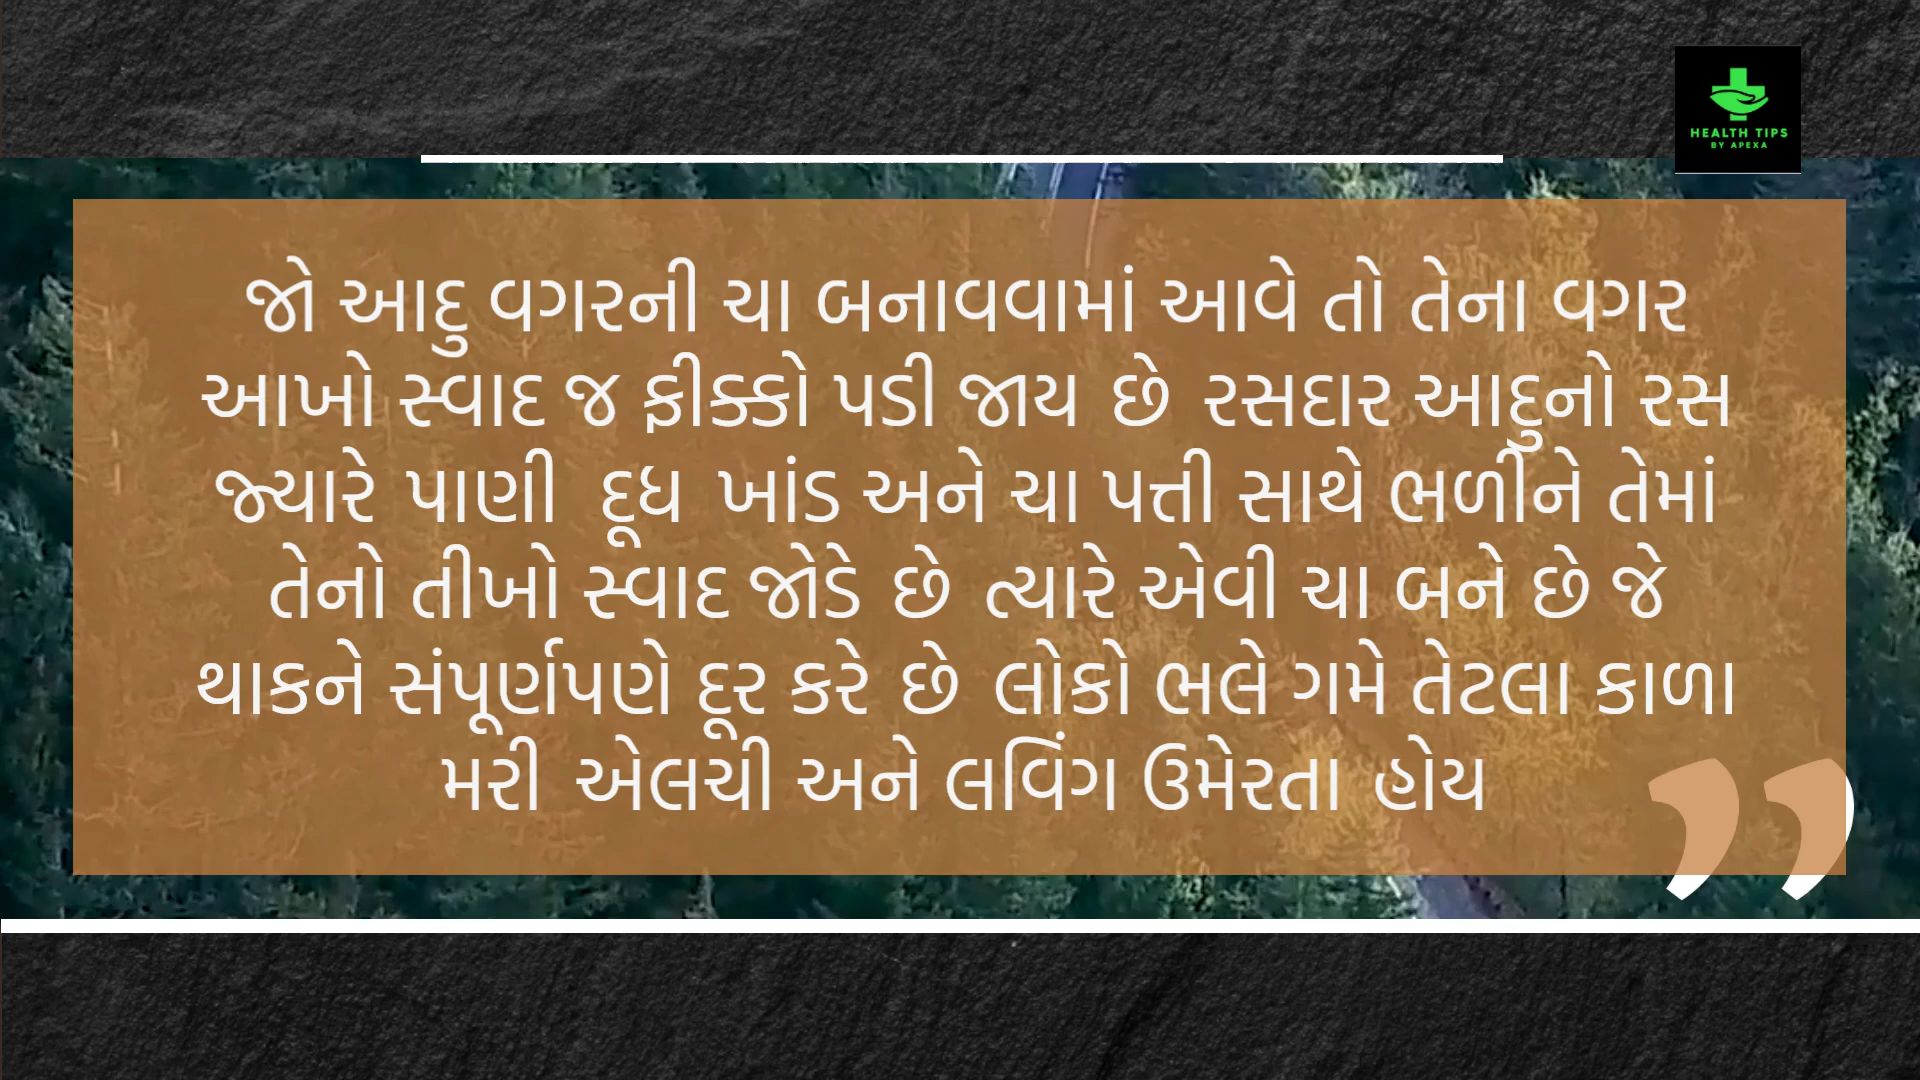 HEALTH TIPS
BY APEXA
જો આદુ વગરની ચા બનાવવામાં આવે તો તેના વગર
આખો સ્વાદ જ ફીક્કો પડી જાય છે રસદાર આદુનો રસ
જ્યારે પાણી દૂધ ખાંડ અને ચા પત્તી સાથે ભળીને તેમાં
તેનો તીખો સ્વાદ જોડે છે ત્યારે એવી ચા બને છે જે
થાકને સંપૂર્ણપણે દૂર કરે છે લોકો ભલે ગમે તેટલા કાળા
મરી એલચી અને લવિંગ ઉમેરતા હોય
”